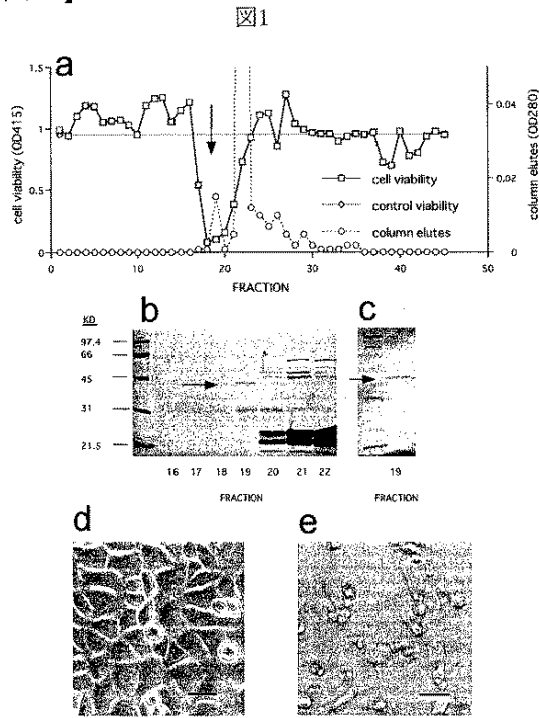 図1
a
cell viability (OD415)
1.5
1
0.5
0
0.04
0.02
0
column elutes (OD280)
cell viability
control viability
column elutes
0 10 20 30 40 50
FRACTION
b
c
KD
97.4
66
45
31
21.5
16 17 18 19 20 21 22
19
FRACTION
FRACTION
d
e